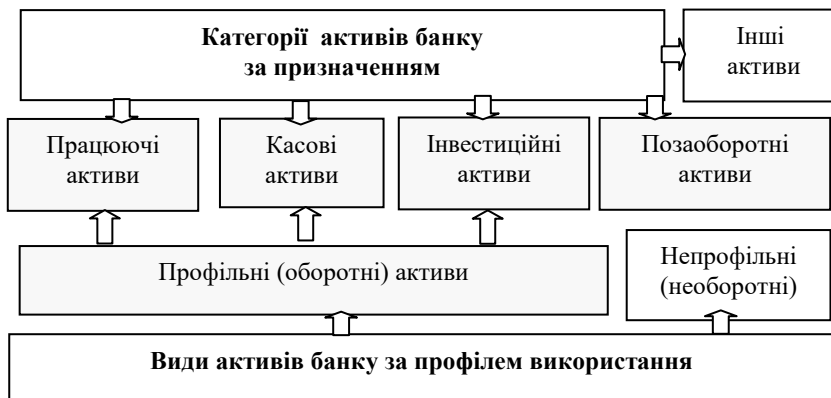 Категорії активів банку
за призначенням
Інші
активи
Працюючі
активи
Касові
активи
Інвестиційні
активи
Позаоборотні
активи
Профільні (оборотні) активи
Непрофільні
(необоротні)
Види активів банку за профілем використання